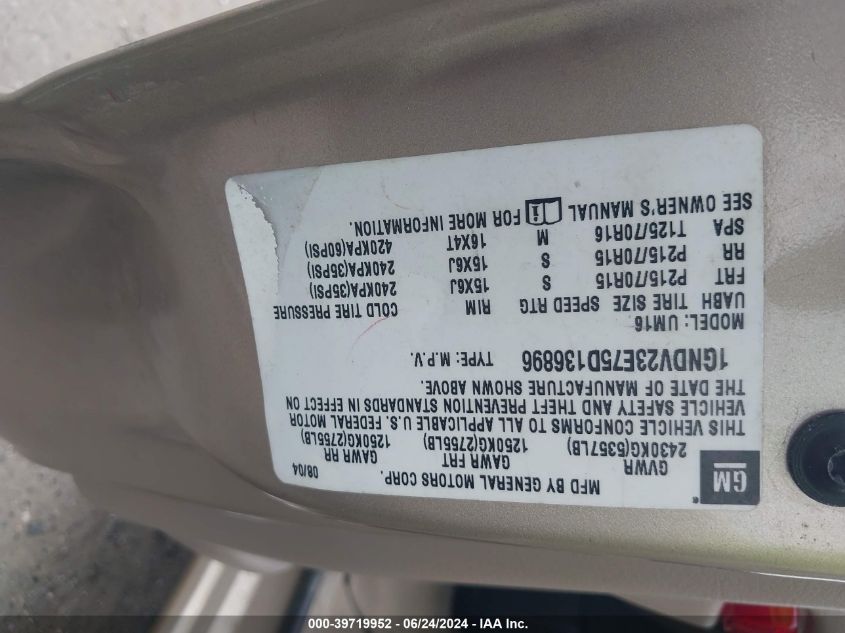 GM
MFD BY GENERAL MOTORS CORP.
08/04
GVWR GAWR FRT GAWR RR
2430KG(5357LB) 1250KG(2755LB) 1250KG(2755LB)
THIS VEHICLE CONFORMS TO ALL APPLICABLE U.S. FEDERAL MOTOR
VEHICLE SAFETY AND THEFT PREVENTION STANDARDS IN EFFECT ON
THE DATE OF MANUFACTURE SHOWN ABOVE.
1GNDV23E75D136896 TYPE: M.P.V.
MODEL: UM16
UABH TIRE SIZE SPEED RTG RIM COLD TIRE PRESSURE
FRT P215/70R15 S 15X6J 240KPA(35PSI)
RR P215/70R15 S 15X6J 240KPA(35PSI)
SPA T125/70R16 M 16X4T 420KPA(60PSI)
SEE OWNER'S MANUAL FOR MORE INFORMATION.
000-39719952 - 06/24/2024 - IAA Inc.